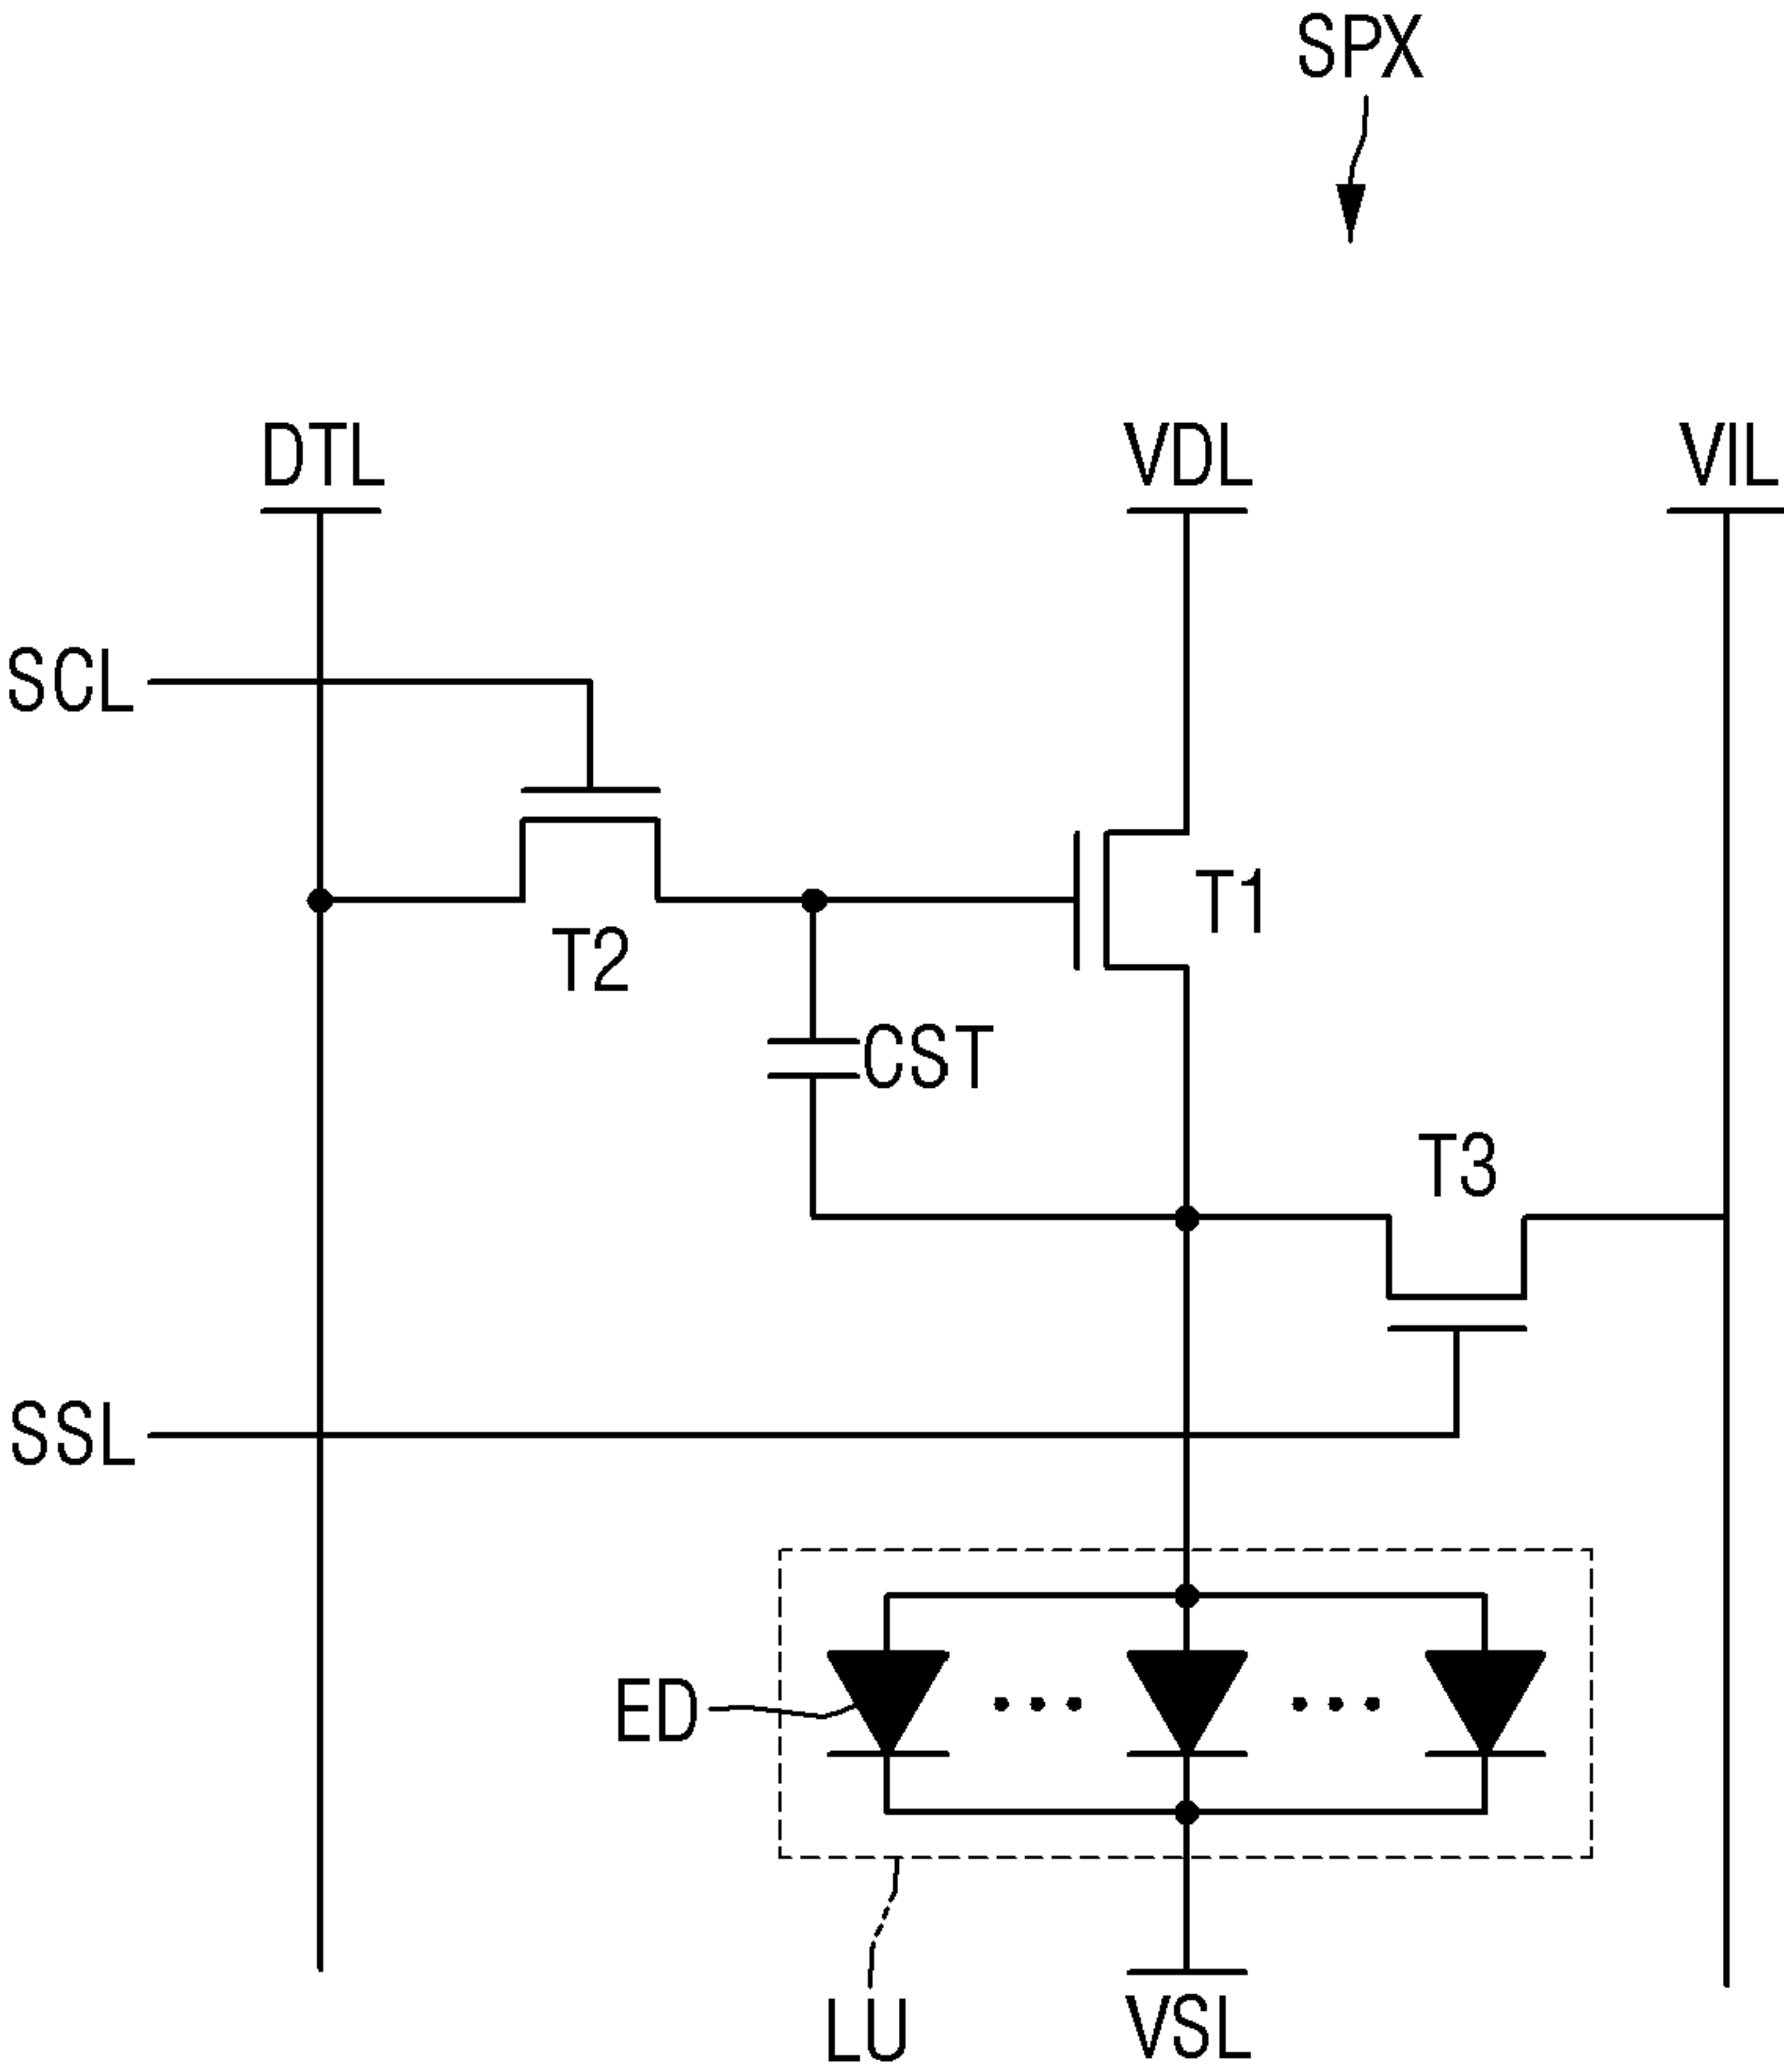 SPX
DTL VDL VIL
SCL
T1
T2
CST
T3
SSL
ED
LU VSL